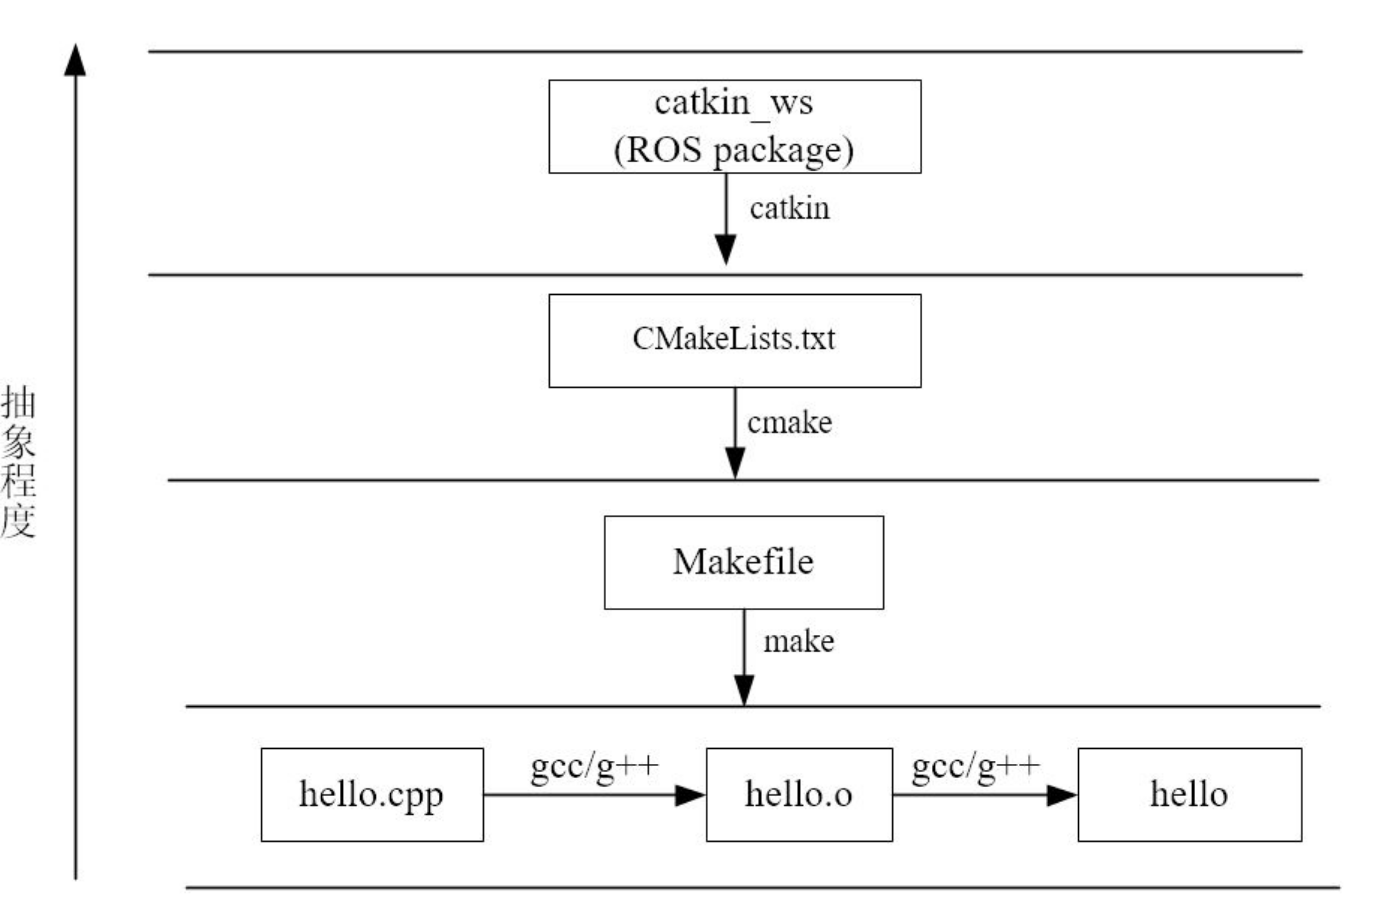 catkin_ws
(ROS package)
catkin
CMakeLists.txt
cmake
抽象程度
Makefile
make
hello.cpp
gcc/g++
hello.o
gcc/g++
hello